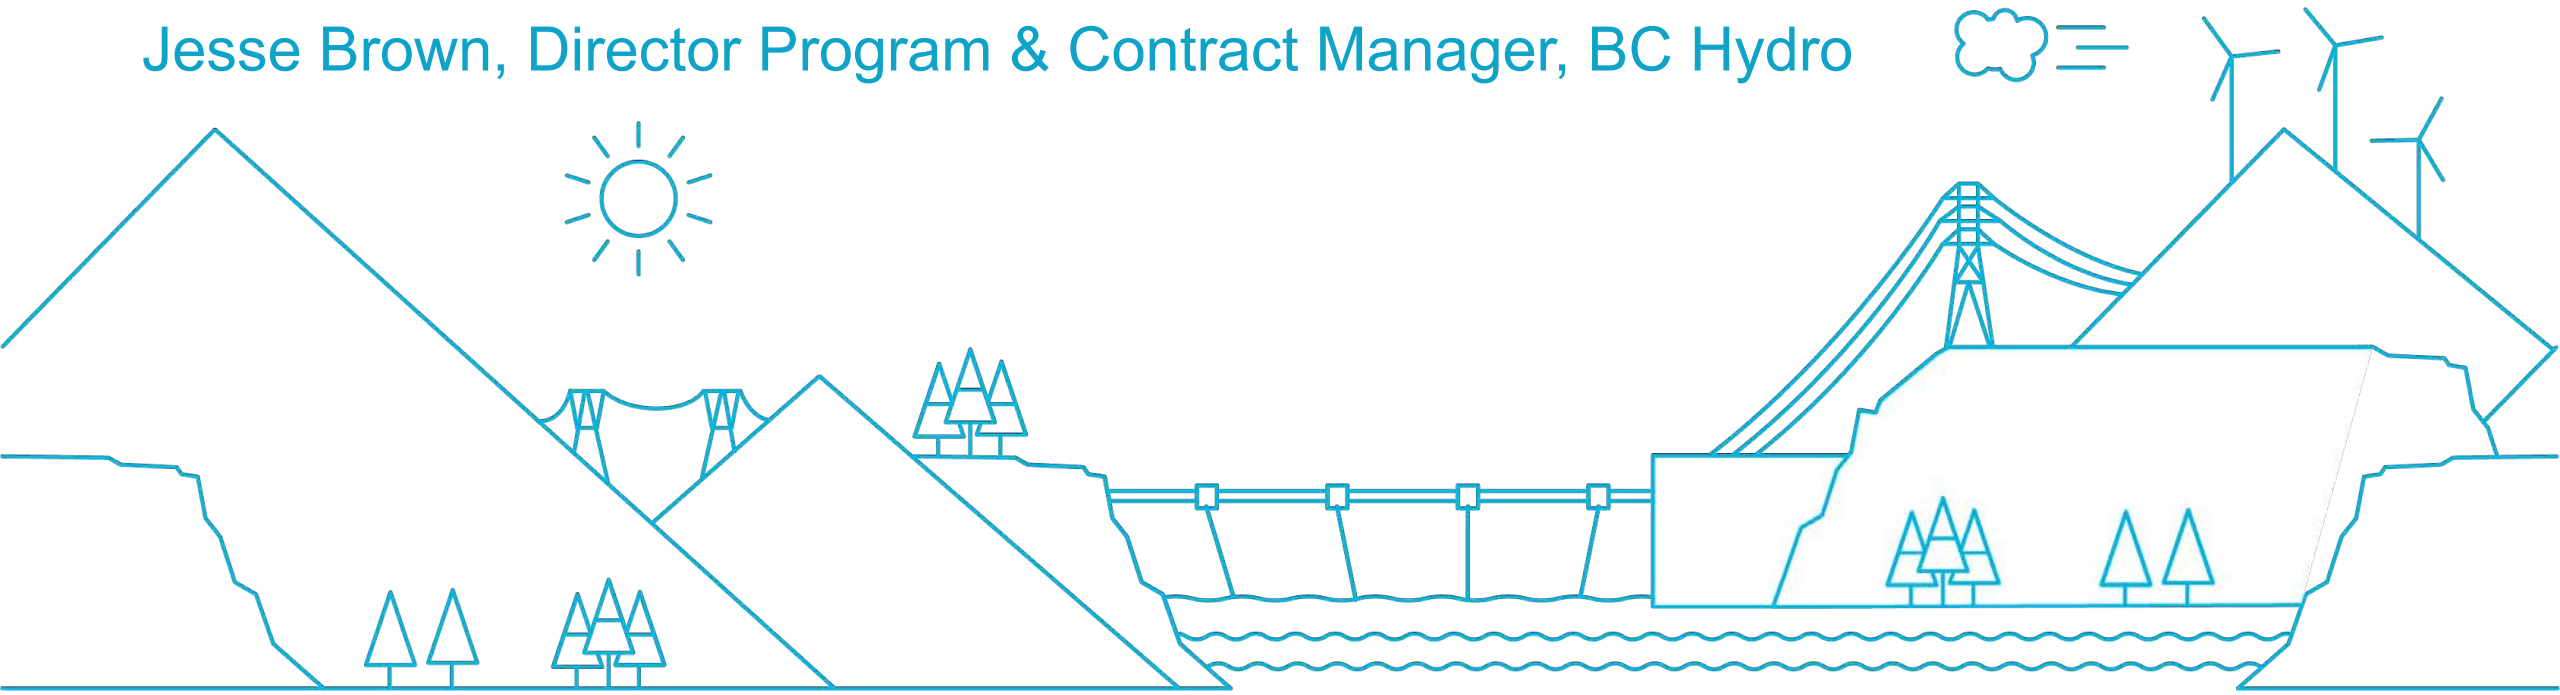 Jesse Brown, Director Program & Contract Manager, BC Hydro